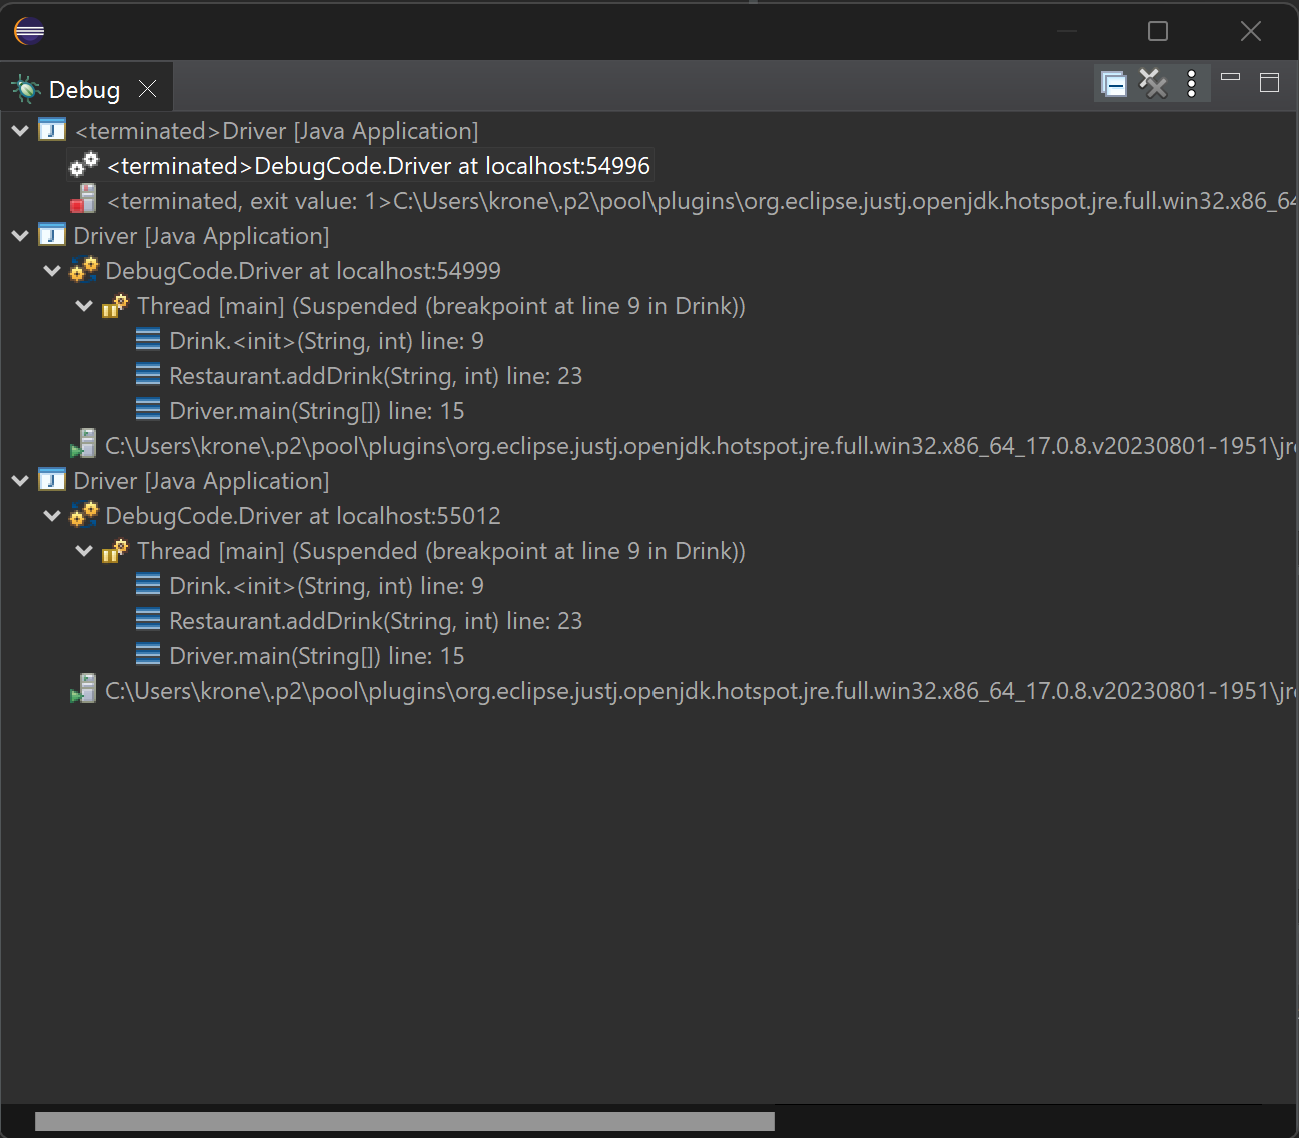 Debug
<terminated>Driver [Java Application]
<terminated>DebugCode.Driver at localhost:54996
<terminated, exit value: 1>C:\Users\krone\.p2\pool\plugins\org.eclipse.justj.openjdk.hotspot.jre.full.win32.x86_64
Driver [Java Application]
DebugCode.Driver at localhost:54999
Thread [main] (Suspended (breakpoint at line 9 in Drink))
Drink.<init>(String, int) line: 9
Restaurant.addDrink(String, int) line: 23
Driver.main(String[]) line: 15
C:\Users\krone\.p2\pool\plugins\org.eclipse.justj.openjdk.hotspot.jre.full.win32.x86_64_17.0.8.v20230801-1951\jre
Driver [Java Application]
DebugCode.Driver at localhost:55012
Thread [main] (Suspended (breakpoint at line 9 in Drink))
Drink.<init>(String, int) line: 9
Restaurant.addDrink(String, int) line: 23
Driver.main(String[]) line: 15
C:\Users\krone\.p2\pool\plugins\org.eclipse.justj.openjdk.hotspot.jre.full.win32.x86_64_17.0.8.v20230801-1951\jre